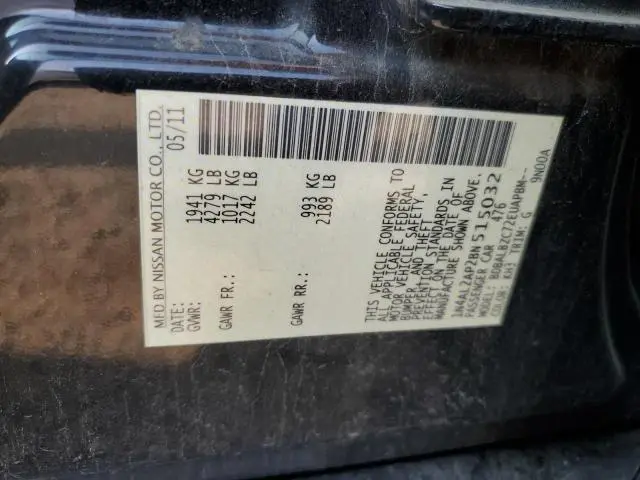 MFD BY NISSAN MOTOR CO., LTD.
DATE: 05/11
GVWR: 1941 KG
4279 LB
GAWR FR.: 1017 KG
2242 LB
GAWR RR.: 993 KG
2189 LB
THIS VEHICLE CONFORMS TO
ALL APPLICABLE FEDERAL
MOTOR VEHICLE SAFETY,
BUMPER, AND THEFT
PREVENTION STANDARDS IN
EFFECT ON THE DATE OF
MANUFACTURE SHOWN ABOVE.
1N4AL2AP2BN 515032
PASSENGER CAR 476
MODEL: BDBALBZC72EUAPBM--
COLOR: KH3 TRIM: G 9N00A